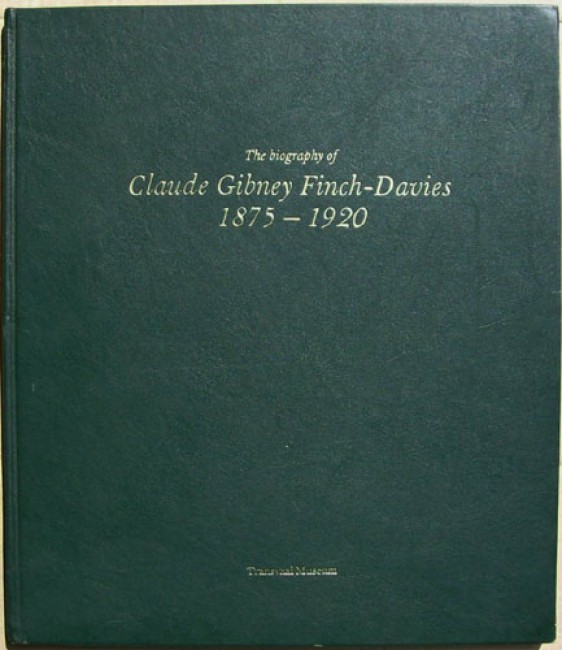 The biography of
Claude Gibney Finch-Davies
1875 – 1920
Transvaal Museum